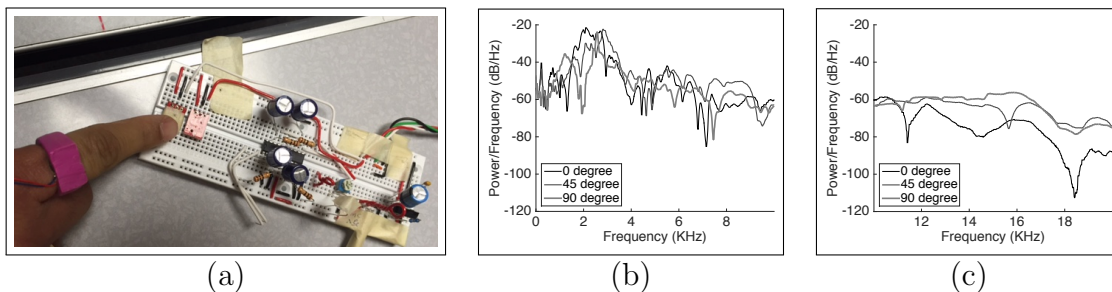 -20
-40
-60
-80
-100
-120
Power/Frequency (dB/Hz)
0 degree
45 degree
90 degree
0 2 4 6 8
Frequency (KHz)
-20
-40
-60
-80
-100
-120
Power/Frequency (dB/Hz)
0 degree
45 degree
90 degree
12 14 16 18
Frequency (KHz)
(a) (b) (c)